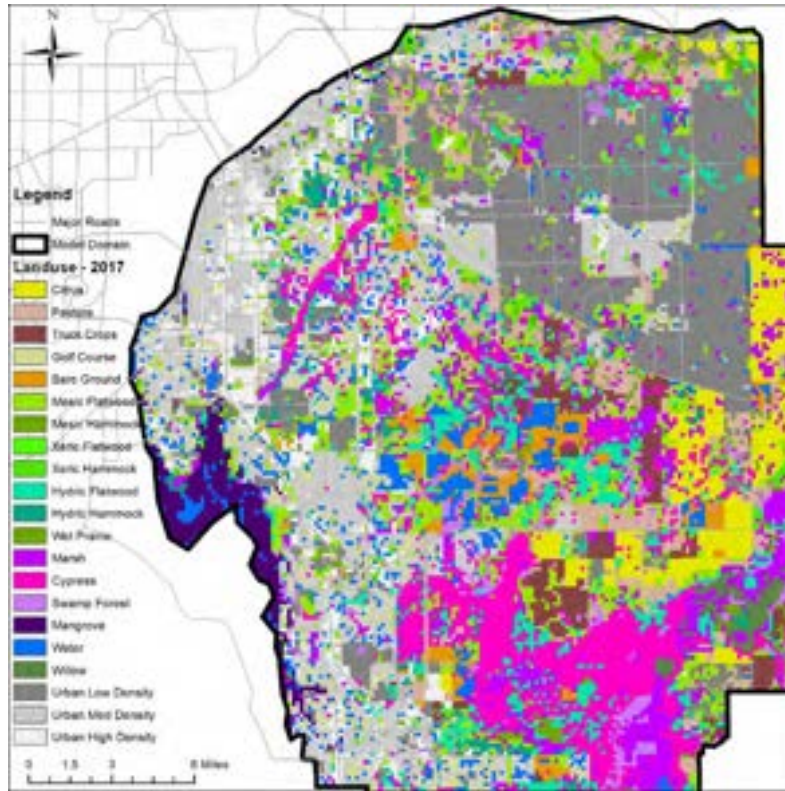 N
Legend
Major Roads
Model Domain
Landuse - 2017
Citrus
Pasture
Truck Crops
Golf Course
Bare Ground
Mesic Flatwood
Mesic Hammock
Xeric Flatwood
Xeric Hammock
Hydric Flatwood
Hydric Hammock
Wet Prairie
Marsh
Cypress
Swamp Forest
Mangrove
Water
Willow
Urban Low Density
Urban Med Density
Urban High Density
0 1.5 3 6 Miles